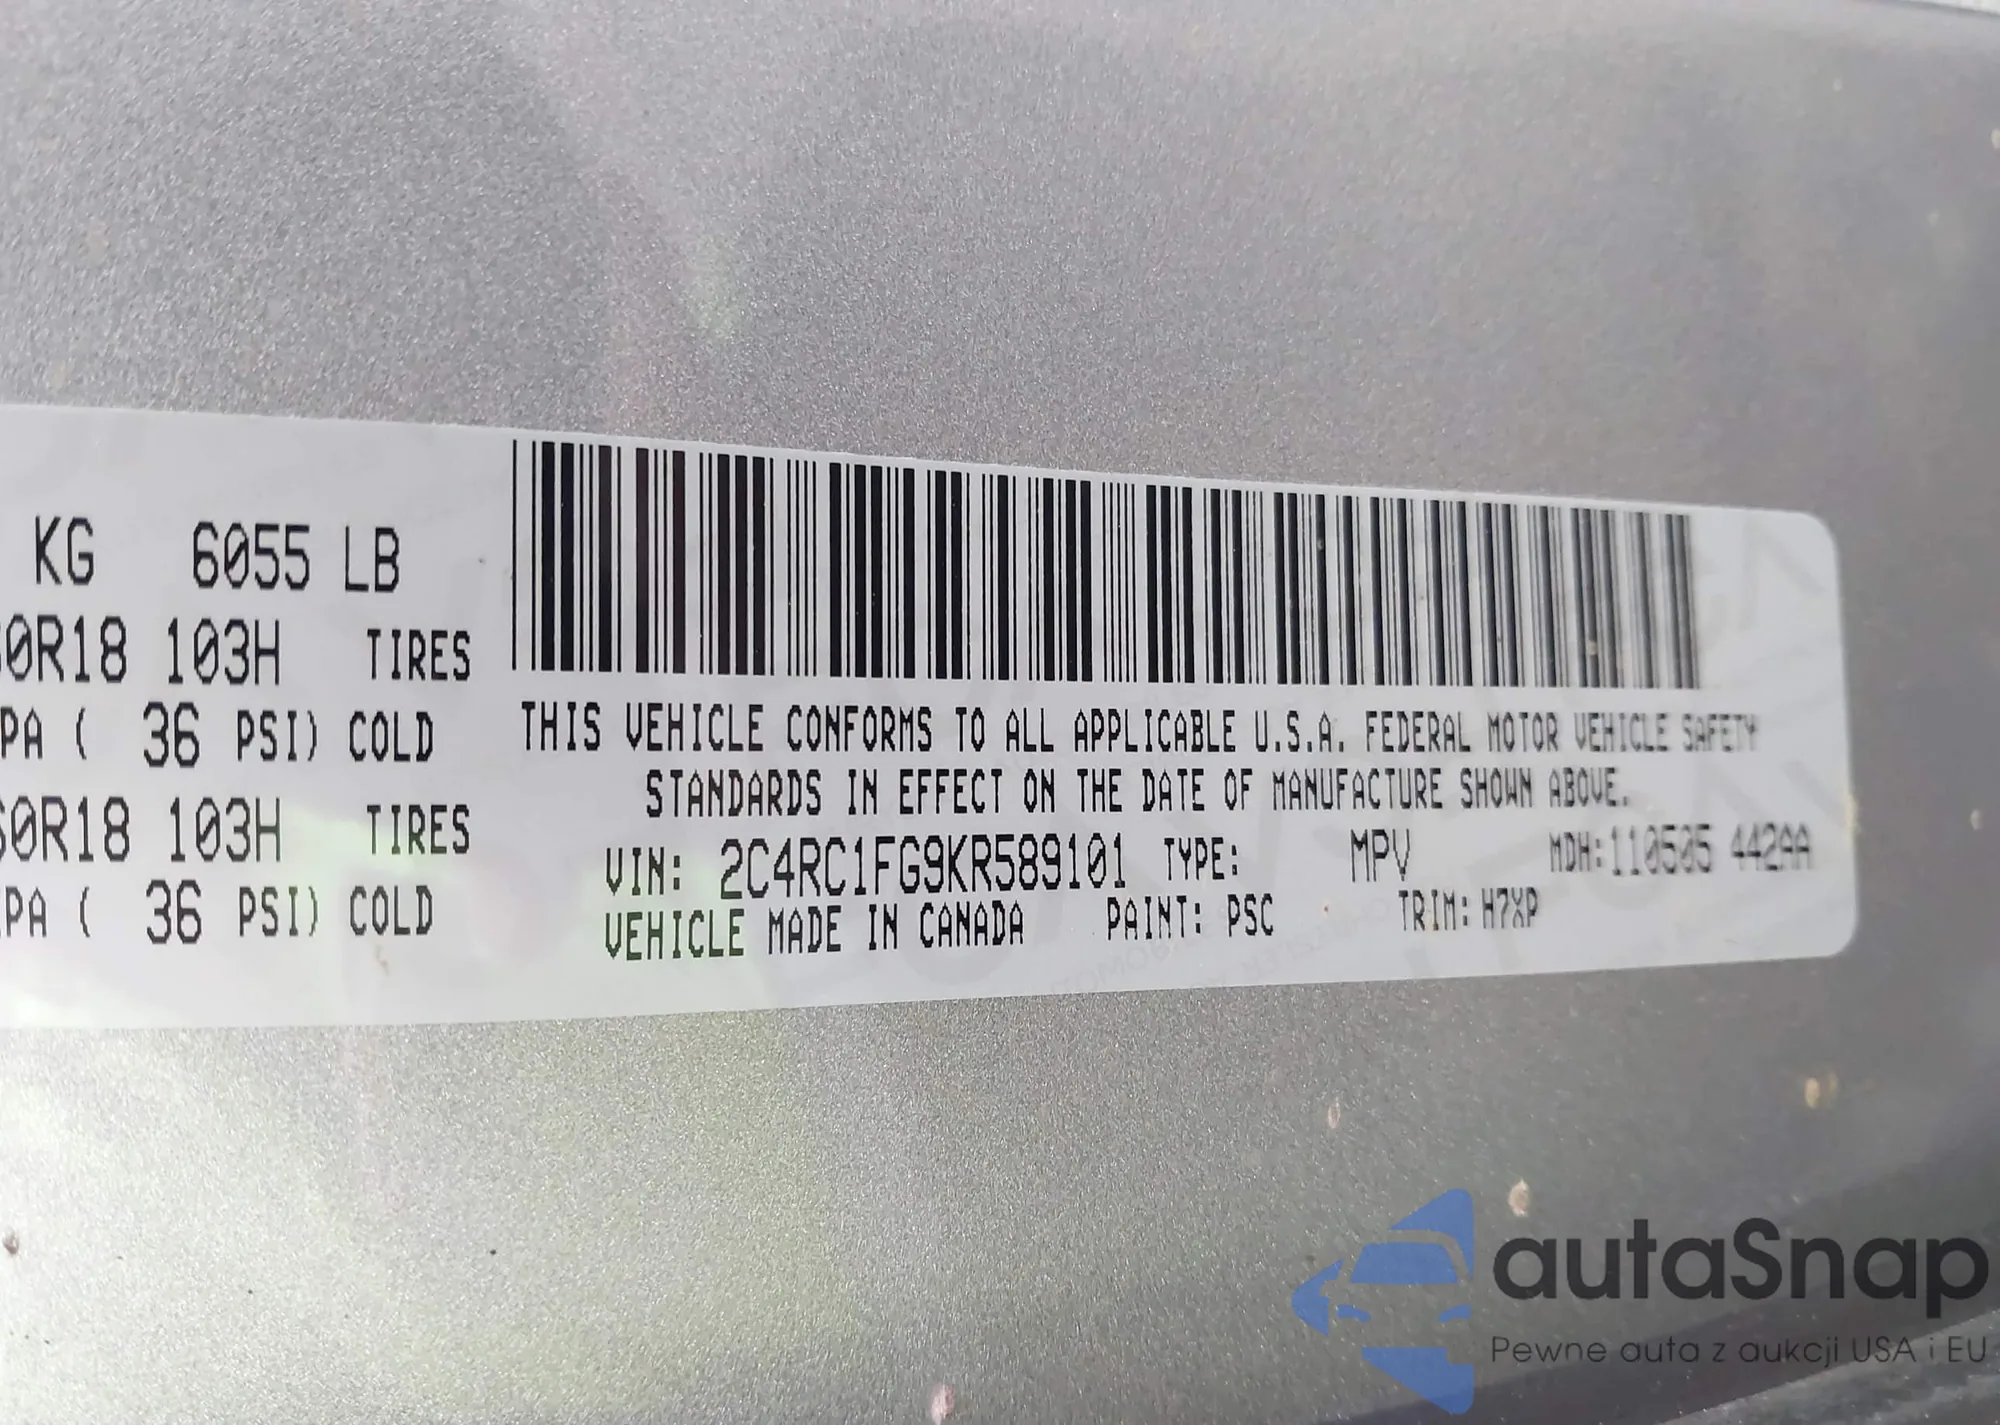 KG 6055 LB
60R18 103H TIRES
PA ( 36 PSI) COLD
60R18 103H TIRES
PA ( 36 PSI) COLD
THIS VEHICLE CONFORMS TO ALL APPLICABLE U.S.A. FEDERAL MOTOR VEHICLE SAFETY
STANDARDS IN EFFECT ON THE DATE OF MANUFACTURE SHOWN ABOVE.
VIN: 2C4RC1FG9KR589101 TYPE: MPV MDH:110505 442AA
VEHICLE MADE IN CANADA PAINT: PSC TRIM: H7XP
autaSnap
Pewne auta z aukcji USA i EU